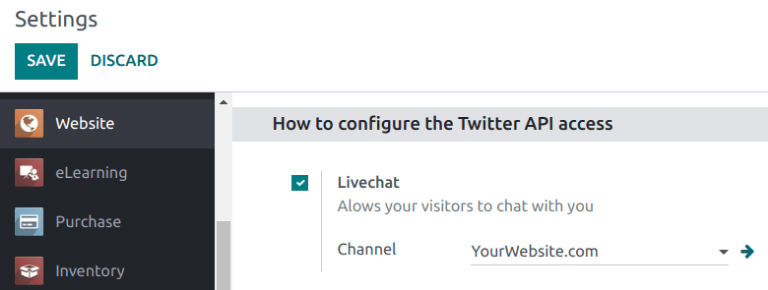 Settings
SAVE DISCARD
Website
eLearning
Purchase
Inventory
How to configure the Twitter API access
Livechat
Alows your visitors to chat with you
Channel YourWebsite.com